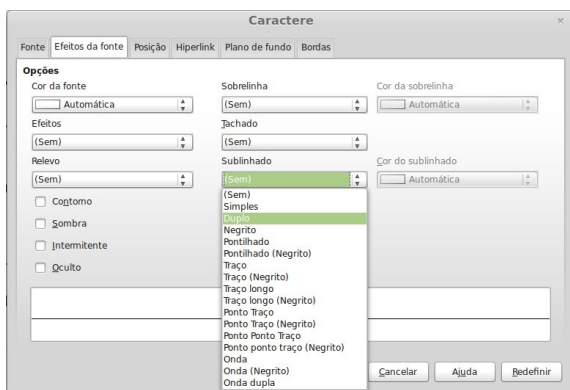 Caractere
Fonte Efeitos da fonte Posição Hiperlink Plano de fundo Bordas
Opções
Cor da fonte Sobrelinha Cor da sobrelinha
Automática (Sem) Automática
Efeitos Tachado
(Sem) (Sem)
Relevo Sublinhado Cor do sublinhado
(Sem) (Sem) Automática
Contorno
Sombra
Intermitente
Oculto
(Sem)
Simples
Duplo
Negrito
Pontilhado
Pontilhado (Negrito)
Traço
Traço (Negrito)
Traço longo
Traço longo (Negrito)
Ponto Traço
Ponto Traço (Negrito)
Ponto Ponto Traço
Ponto ponto traço (Negrito)
Onda
Onda (Negrito)
Onda dupla
Cancelar Ajuda Redefinir